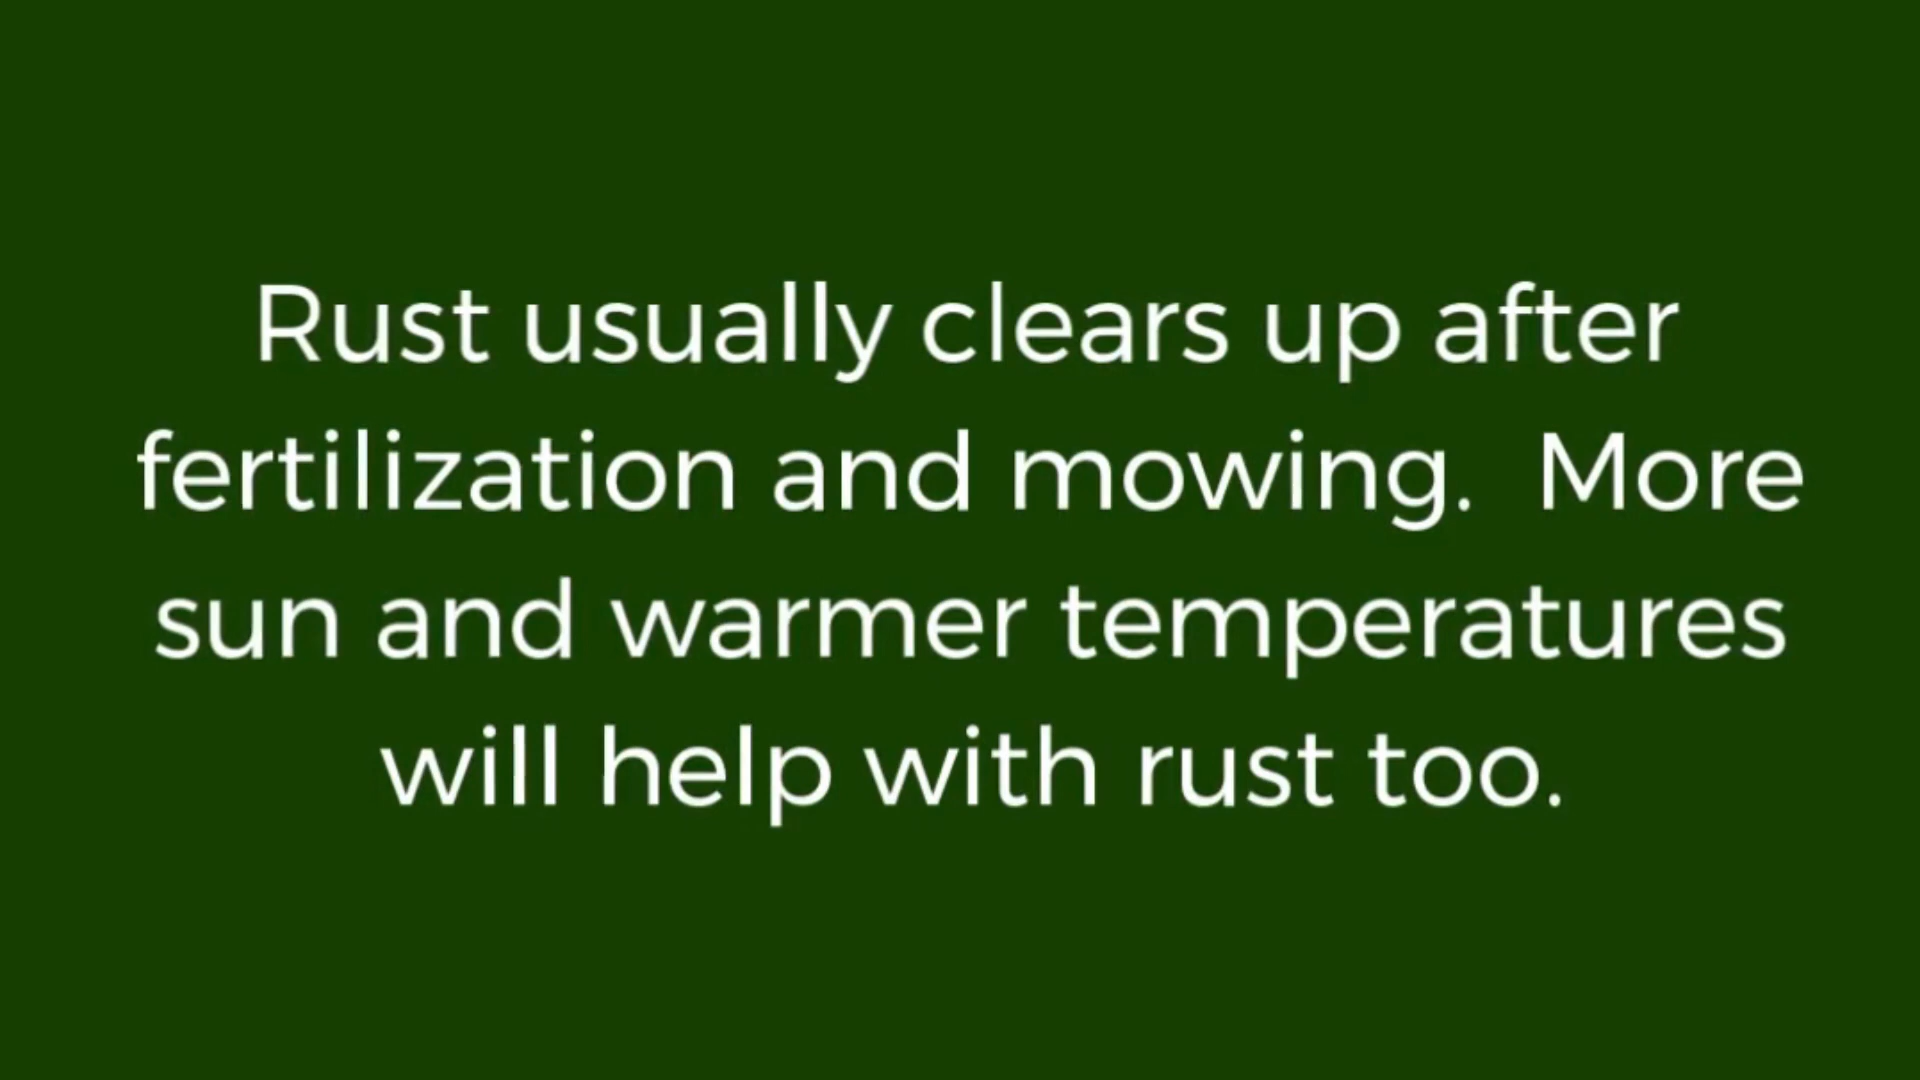 Rust usually clears up after
fertilization and mowing.  More
sun and warmer temperatures
will help with rust too.